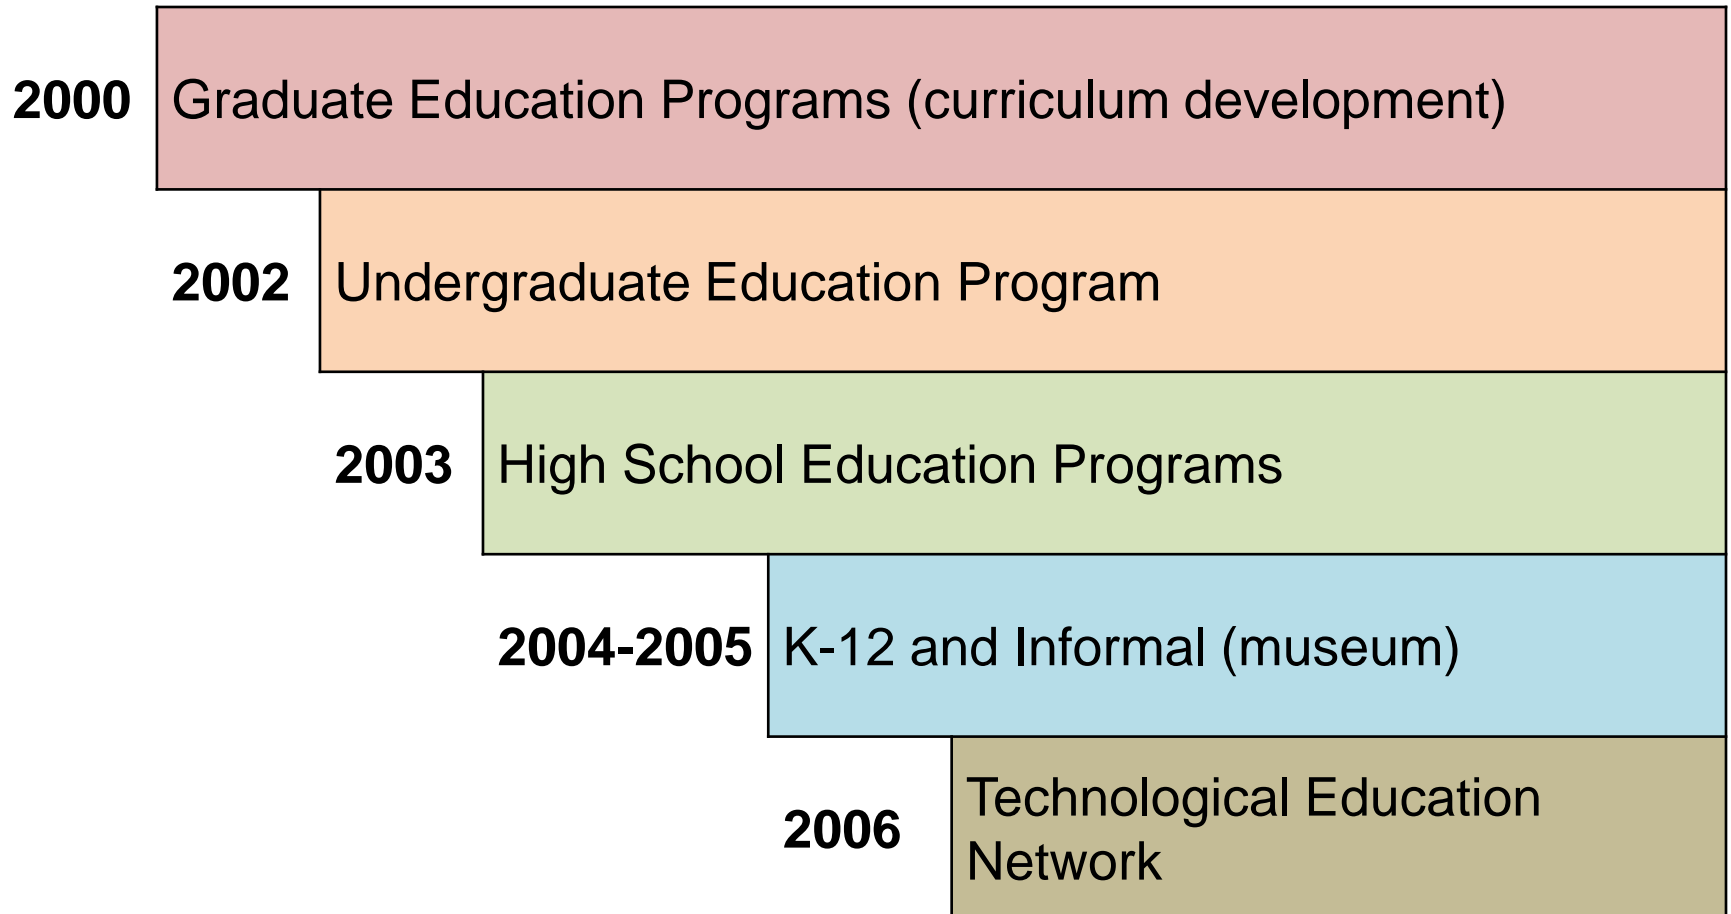 2000 Graduate Education Programs (curriculum development)
2002 Undergraduate Education Program
2003 High School Education Programs
2004-2005 K-12 and Informal (museum)
2006 Technological Education
Network